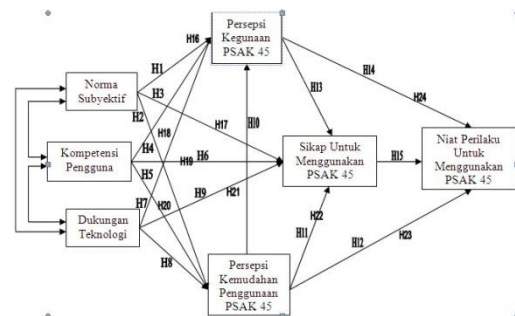 Persepsi
Kegunaan
PSAK 45
H16
H1
H3
H2
H14
H13
H24
Norma
Subyektif
H18
H17
H10
Kompetensi
Pengguna
H4
H19
H6
H5
Sikap Untuk
Menggunakan
PSAK 45
H15
Niat Perilaku
Untuk
Menggunakan
PSAK 45
H7
H20
H9
H21
Dukungan
Teknologi
H8
H22
H11
H12
H23
Persepsi
Kemudahan
Penggunaan
PSAK 45